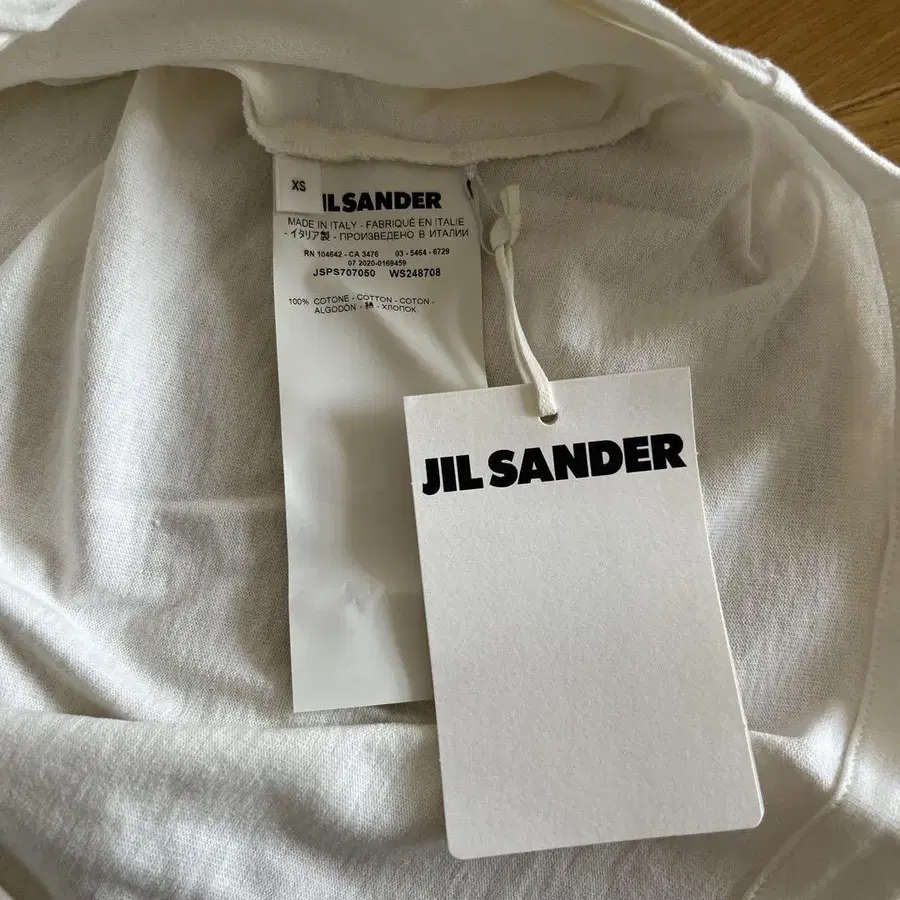 XS
JIL SANDER
MADE IN ITALY - FABRIQUÉ EN ITALIE
- イタリア製 - ПРОИЗВЕДЕНО В ИТАЛИИ
RN 104642 - CA 3476 03 - 5464 - 6729
07 2020-0169459
JSPS707050 WS248708
100% COTONE - COTTON - COTON -
ALGODÓN - 綿 - ХЛОПОК
JIL SANDER